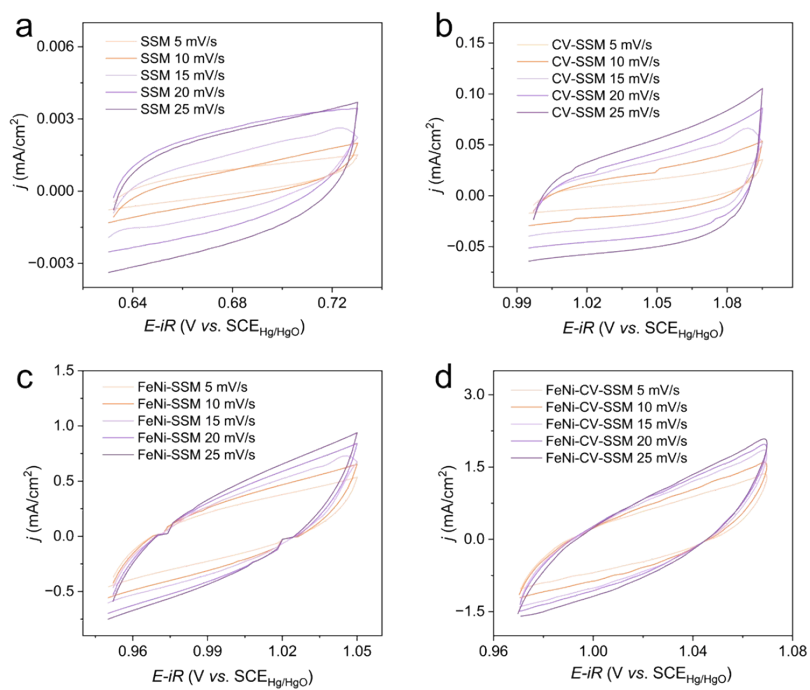 a
0.006
0.003
0.000
−0.003
j (mA/cm²)
SSM 5 mV/s
SSM 10 mV/s
SSM 15 mV/s
SSM 20 mV/s
SSM 25 mV/s
0.64
0.68
0.72
E-iR (V vs. SCE Hg/HgO)
b
0.15
0.10
0.05
0.00
−0.05
j (mA/cm²)
CV-SSM 5 mV/s
CV-SSM 10 mV/s
CV-SSM 15 mV/s
CV-SSM 20 mV/s
CV-SSM 25 mV/s
0.99
1.02
1.05
1.08
E-iR (V vs. SCE Hg/HgO)
c
1.5
1.0
0.5
0.0
−0.5
j (mA/cm²)
FeNi-SSM 5 mV/s
FeNi-SSM 10 mV/s
FeNi-SSM 15 mV/s
FeNi-SSM 20 mV/s
FeNi-SSM 25 mV/s
0.96
0.99
1.02
1.05
E-iR (V vs. SCE Hg/HgO)
d
3.0
1.5
0.0
−1.5
j (mA/cm²)
FeNi-CV-SSM 5 mV/s
FeNi-CV-SSM 10 mV/s
FeNi-CV-SSM 15 mV/s
FeNi-CV-SSM 20 mV/s
FeNi-CV-SSM 25 mV/s
0.96
1.00
1.04
1.08
E-iR (V vs. SCE Hg/HgO)